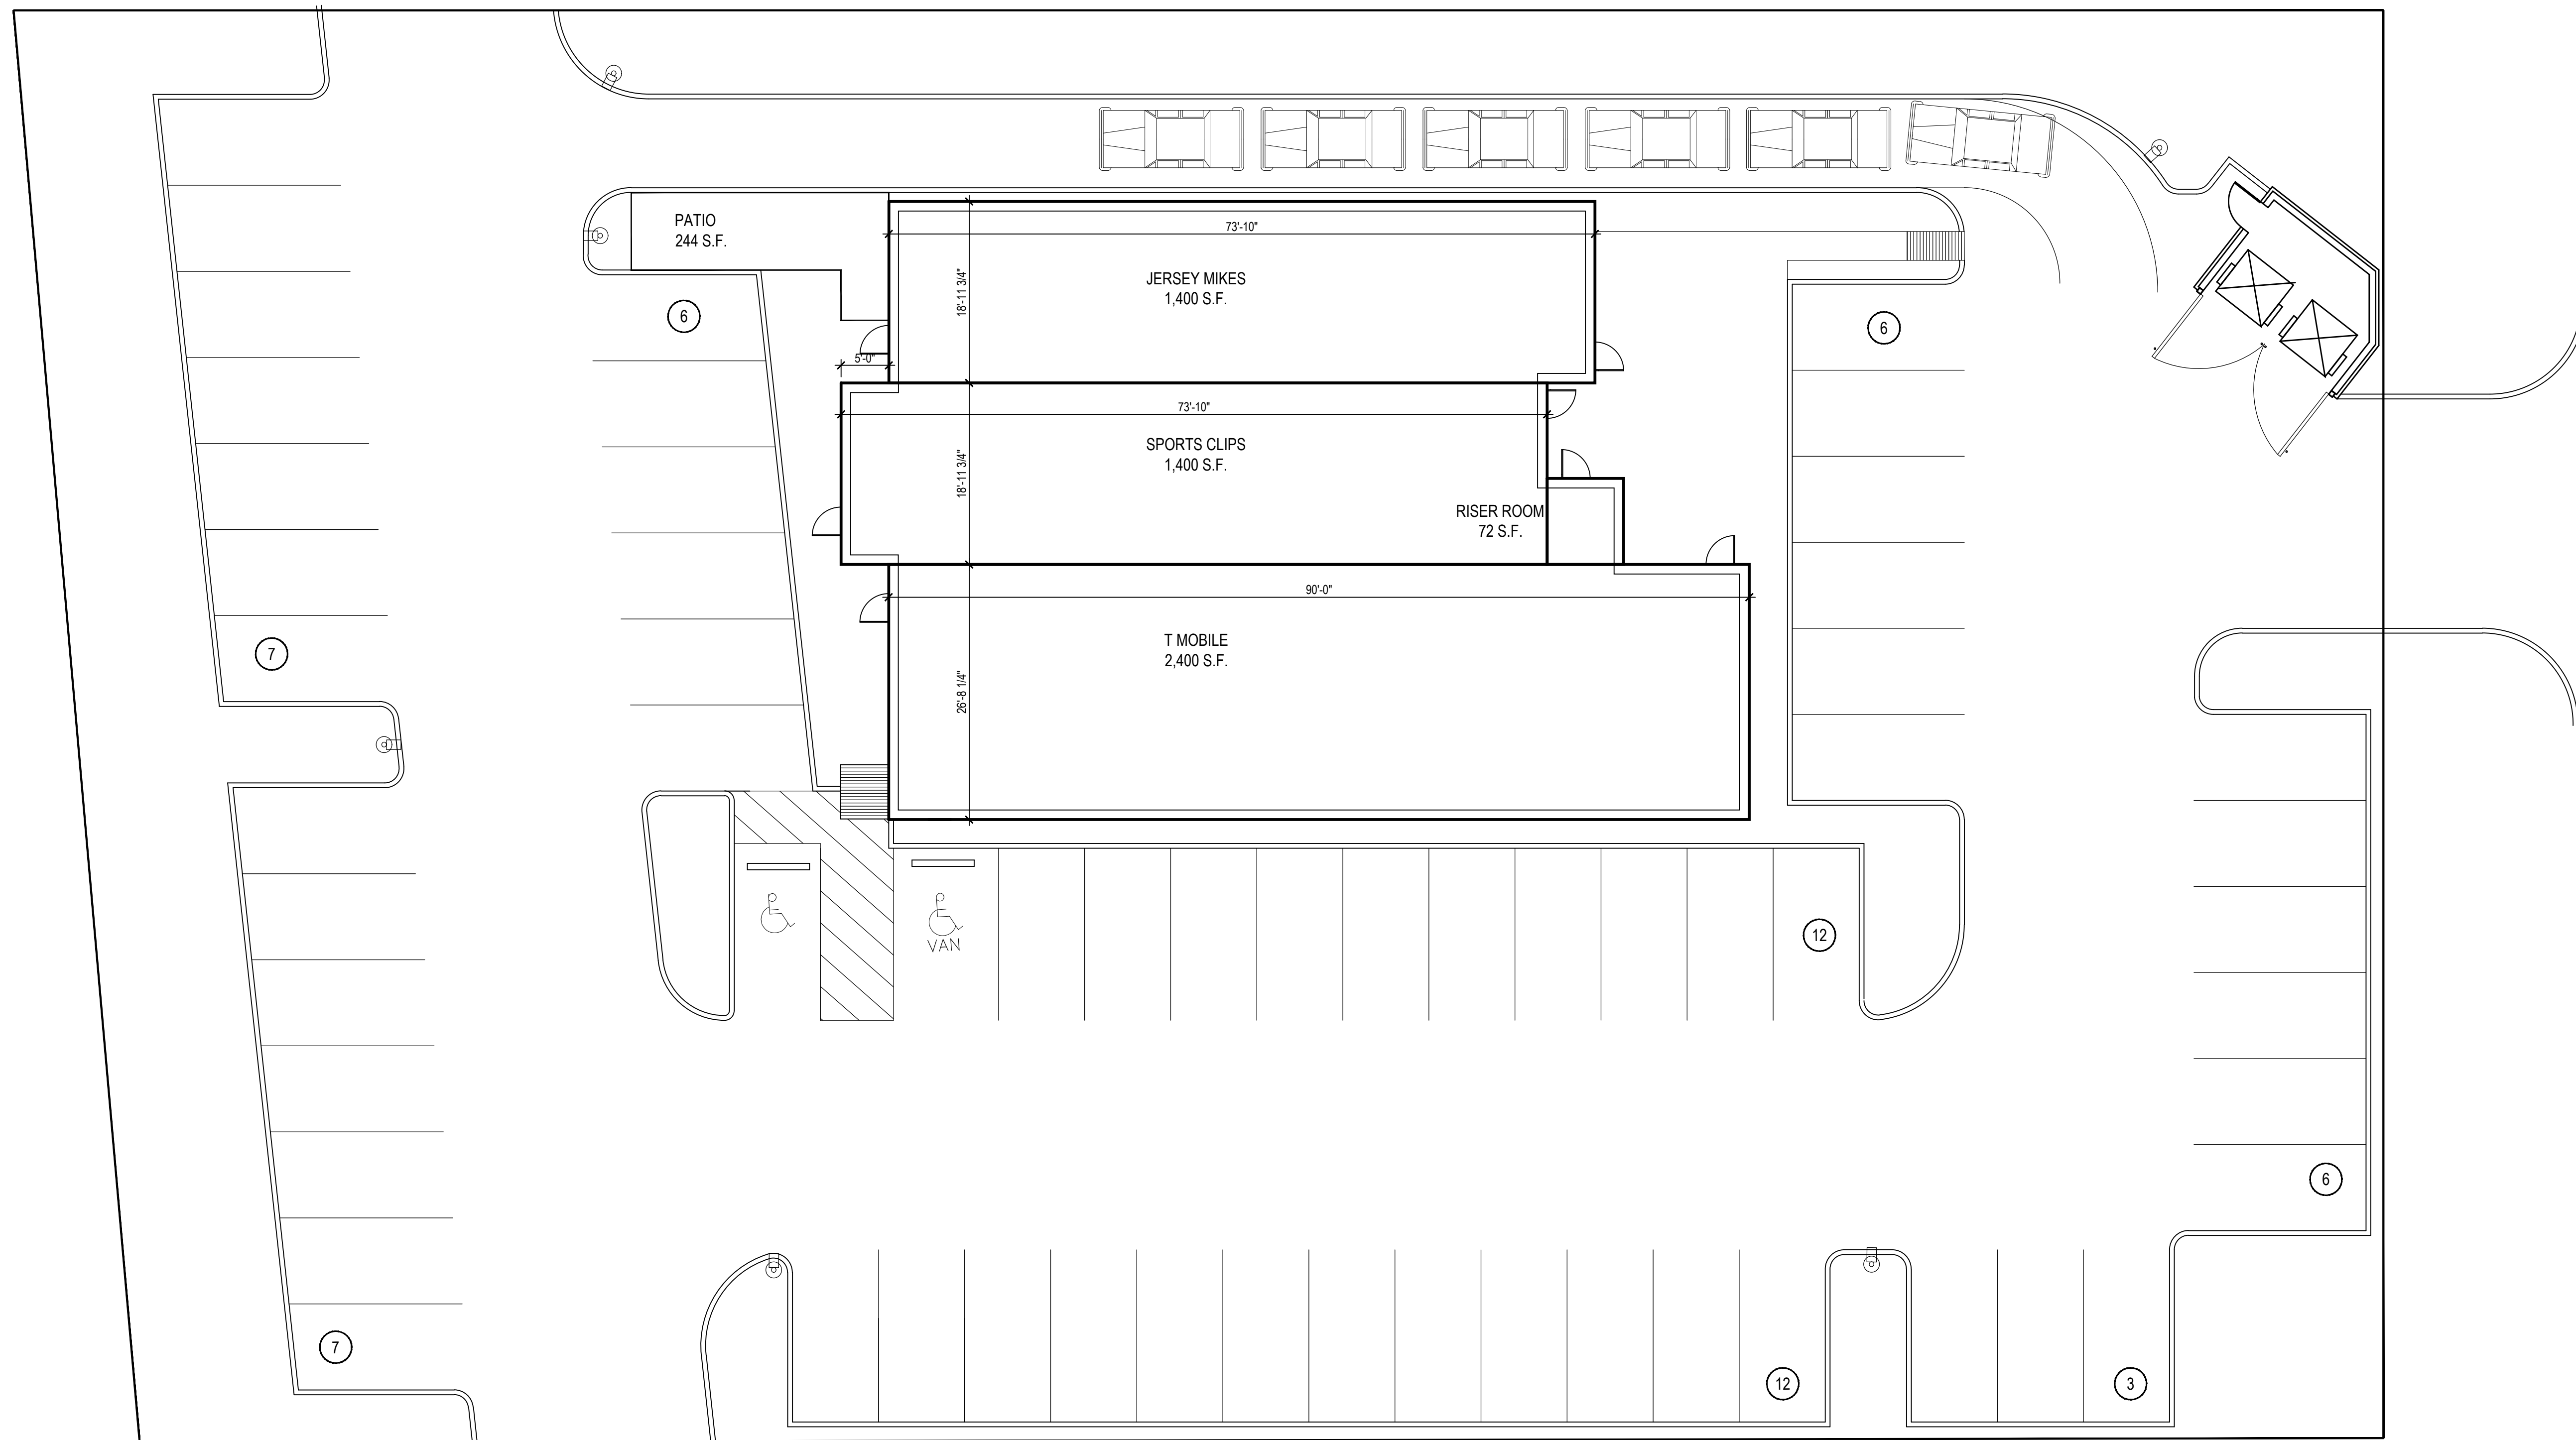 PATIO
244 S.F.
73'-10"
18'-11 3/4"
JERSEY MIKES
1,400 S.F.
6
6
5'-0"
73'-10"
18'-11 3/4"
SPORTS CLIPS
1,400 S.F.
RISER ROOM
72 S.F.
90'-0"
7
T MOBILE
2,400 S.F.
26'-8 1/4"
VAN
12
6
7
12
3